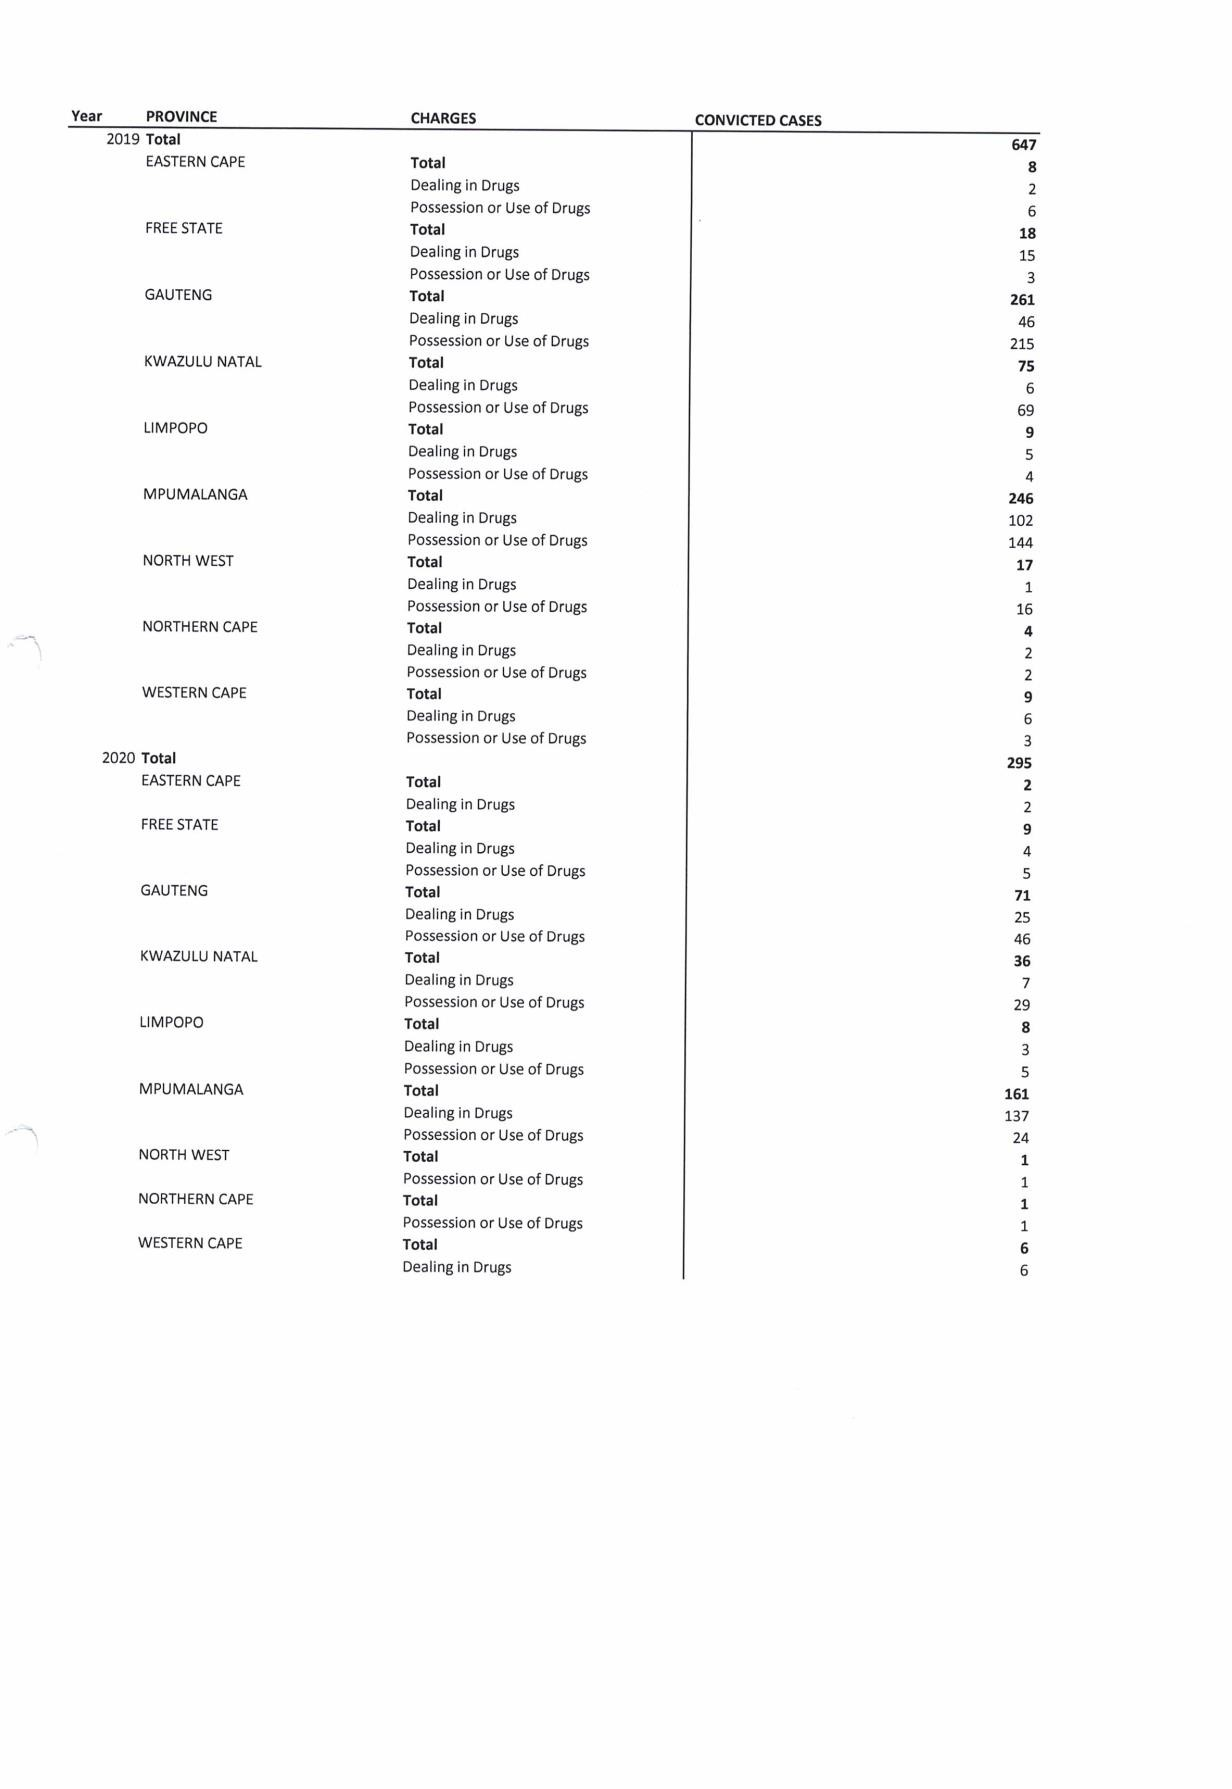 Year PROVINCE CHARGES CONVICTED CASES
2019 Total 647
EASTERN CAPE Total 8
Dealing in Drugs 2
Possession or Use of Drugs 6
FREE STATE Total 18
Dealing in Drugs 15
Possession or Use of Drugs 3
GAUTENG Total 261
Dealing in Drugs 46
Possession or Use of Drugs 215
KWAZULU NATAL Total 75
Dealing in Drugs 6
Possession or Use of Drugs 69
LIMPOPO Total 9
Dealing in Drugs 5
Possession or Use of Drugs 4
MPUMALANGA Total 246
Dealing in Drugs 102
Possession or Use of Drugs 144
NORTH WEST Total 17
Dealing in Drugs 1
Possession or Use of Drugs 16
NORTHERN CAPE Total 4
Dealing in Drugs 2
Possession or Use of Drugs 2
WESTERN CAPE Total 9
Dealing in Drugs 6
Possession or Use of Drugs 3
2020 Total 295
EASTERN CAPE Total 2
Dealing in Drugs 2
FREE STATE Total 9
Dealing in Drugs 4
Possession or Use of Drugs 5
GAUTENG Total 71
Dealing in Drugs 25
Possession or Use of Drugs 46
KWAZULU NATAL Total 36
Dealing in Drugs 7
Possession or Use of Drugs 29
LIMPOPO Total 8
Dealing in Drugs 3
Possession or Use of Drugs 5
MPUMALANGA Total 161
Dealing in Drugs 137
Possession or Use of Drugs 24
NORTH WEST Total 1
Possession or Use of Drugs 1
NORTHERN CAPE Total 1
Possession or Use of Drugs 1
WESTERN CAPE Total 6
Dealing in Drugs 6